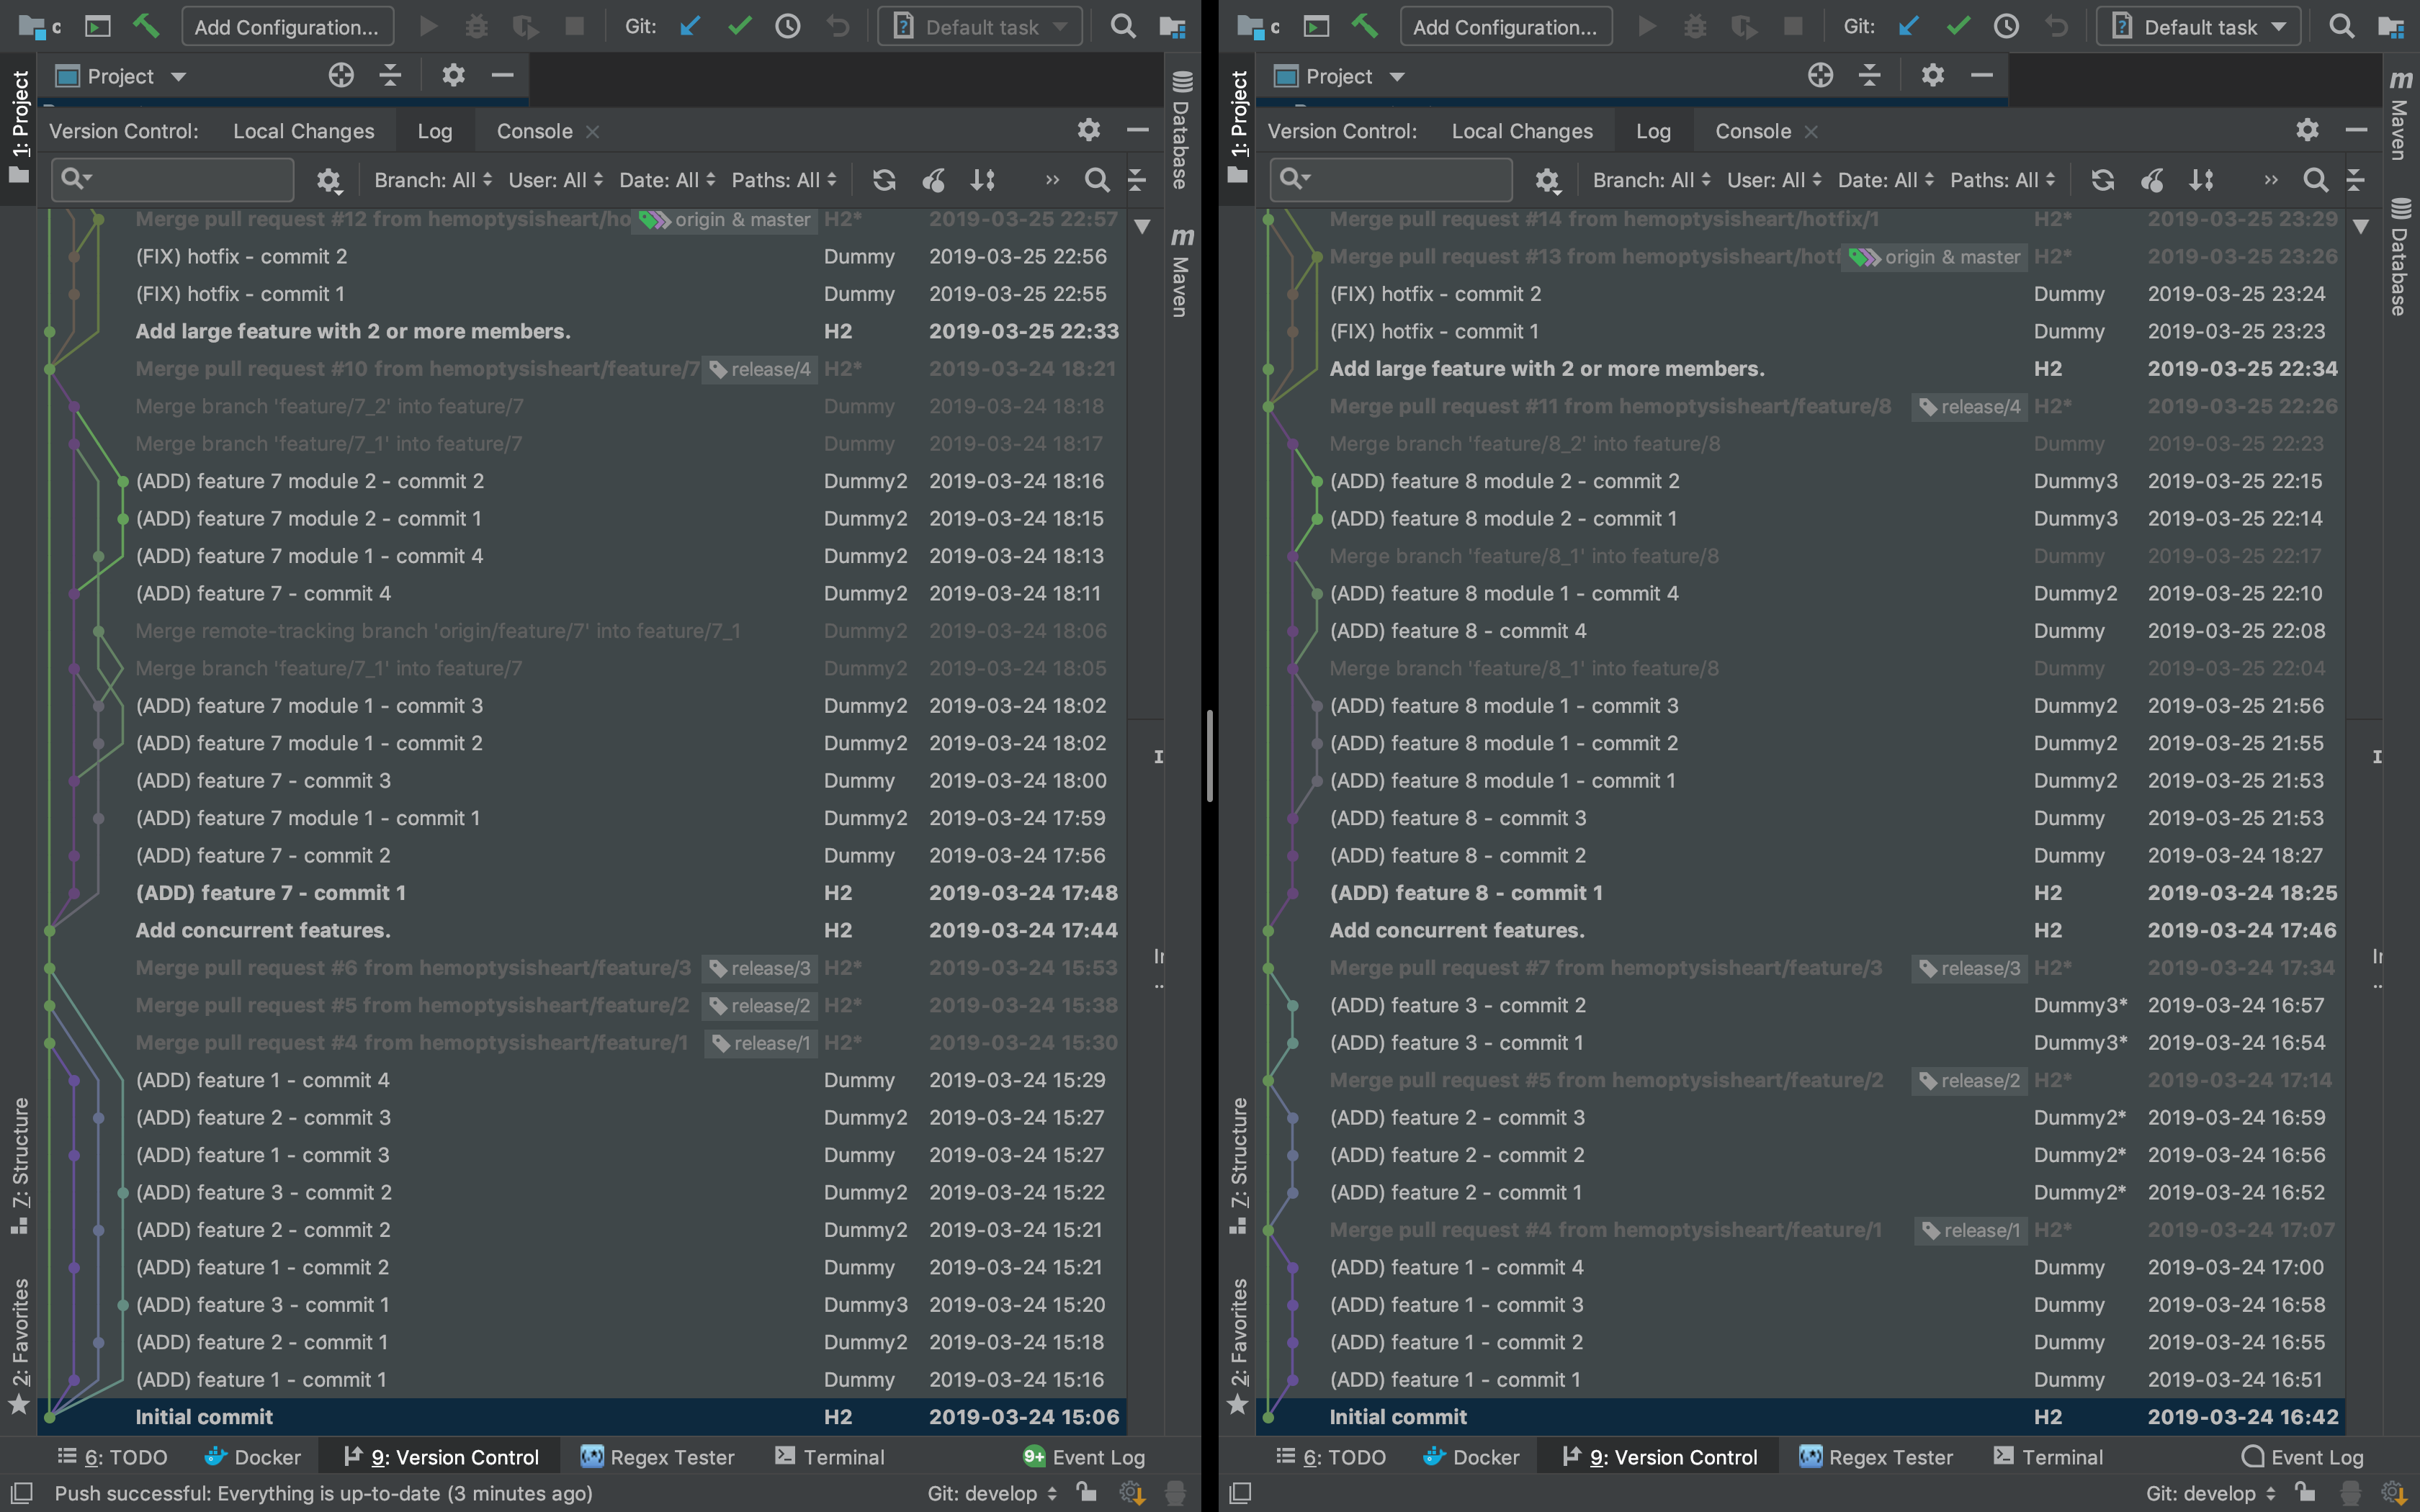 c Add Configuration... Git: Default task
Project
Version Control: Local Changes Log Console
Branch: All User: All Date: All Paths: All
Merge pull request #12 from hemoptysisheart/ho origin & master H2* 2019-03-25 22:57
(FIX) hotfix - commit 2 Dummy 2019-03-25 22:56
(FIX) hotfix - commit 1 Dummy 2019-03-25 22:55
Add large feature with 2 or more members. H2 2019-03-25 22:33
Merge pull request #10 from hemoptysisheart/feature/7 release/4 H2* 2019-03-24 18:21
Merge branch 'feature/7_2' into feature/7 Dummy 2019-03-24 18:18
Merge branch 'feature/7_1' into feature/7 Dummy 2019-03-24 18:17
(ADD) feature 7 module 2 - commit 2 Dummy2 2019-03-24 18:16
(ADD) feature 7 module 2 - commit 1 Dummy2 2019-03-24 18:15
(ADD) feature 7 module 1 - commit 4 Dummy2 2019-03-24 18:13
(ADD) feature 7 - commit 4 Dummy2 2019-03-24 18:11
Merge remote-tracking branch 'origin/feature/7' into feature/7_1 Dummy2 2019-03-24 18:06
Merge branch 'feature/7_1' into feature/7 Dummy2 2019-03-24 18:05
(ADD) feature 7 module 1 - commit 3 Dummy2 2019-03-24 18:02
(ADD) feature 7 module 1 - commit 2 Dummy2 2019-03-24 18:02
(ADD) feature 7 - commit 3 Dummy 2019-03-24 18:00
(ADD) feature 7 module 1 - commit 1 Dummy2 2019-03-24 17:59
(ADD) feature 7 - commit 2 Dummy 2019-03-24 17:56
(ADD) feature 7 - commit 1 H2 2019-03-24 17:48
Add concurrent features. H2 2019-03-24 17:44
Merge pull request #6 from hemoptysisheart/feature/3 release/3 H2* 2019-03-24 15:53
Merge pull request #5 from hemoptysisheart/feature/2 release/2 H2* 2019-03-24 15:38
Merge pull request #4 from hemoptysisheart/feature/1 release/1 H2* 2019-03-24 15:30
(ADD) feature 1 - commit 4 Dummy 2019-03-24 15:29
(ADD) feature 2 - commit 3 Dummy2 2019-03-24 15:27
(ADD) feature 1 - commit 3 Dummy 2019-03-24 15:27
(ADD) feature 3 - commit 2 Dummy2 2019-03-24 15:22
(ADD) feature 2 - commit 2 Dummy2 2019-03-24 15:21
(ADD) feature 1 - commit 2 Dummy 2019-03-24 15:21
(ADD) feature 3 - commit 1 Dummy3 2019-03-24 15:20
(ADD) feature 2 - commit 1 Dummy2 2019-03-24 15:18
(ADD) feature 1 - commit 1 Dummy 2019-03-24 15:16
Initial commit H2 2019-03-24 15:06
1: Project
7: Structure
2: Favorites
Database
m Maven
6: TODO Docker 9: Version Control Regex Tester Terminal 9+ Event Log
Push successful: Everything is up-to-date (3 minutes ago) Git: develop
c Add Configuration... Git: Default task
Project
Version Control: Local Changes Log Console
Branch: All User: All Date: All Paths: All
Merge pull request #14 from hemoptysisheart/hotfix/1 H2* 2019-03-25 23:29
Merge pull request #13 from hemoptysisheart/hotf origin & master H2* 2019-03-25 23:26
(FIX) hotfix - commit 2 Dummy 2019-03-25 23:24
(FIX) hotfix - commit 1 Dummy 2019-03-25 23:23
Add large feature with 2 or more members. H2 2019-03-25 22:34
Merge pull request #11 from hemoptysisheart/feature/8 release/4 H2* 2019-03-25 22:26
Merge branch 'feature/8_2' into feature/8 Dummy 2019-03-25 22:23
(ADD) feature 8 module 2 - commit 2 Dummy3 2019-03-25 22:15
(ADD) feature 8 module 2 - commit 1 Dummy3 2019-03-25 22:14
Merge branch 'feature/8_1' into feature/8 Dummy 2019-03-25 22:17
(ADD) feature 8 module 1 - commit 4 Dummy2 2019-03-25 22:10
(ADD) feature 8 - commit 4 Dummy 2019-03-25 22:08
Merge branch 'feature/8_1' into feature/8 Dummy 2019-03-25 22:04
(ADD) feature 8 module 1 - commit 3 Dummy2 2019-03-25 21:56
(ADD) feature 8 module 1 - commit 2 Dummy2 2019-03-25 21:55
(ADD) feature 8 module 1 - commit 1 Dummy2 2019-03-25 21:53
(ADD) feature 8 - commit 3 Dummy 2019-03-25 21:53
(ADD) feature 8 - commit 2 Dummy 2019-03-24 18:27
(ADD) feature 8 - commit 1 H2 2019-03-24 18:25
Add concurrent features. H2 2019-03-24 17:46
Merge pull request #7 from hemoptysisheart/feature/3 release/3 H2* 2019-03-24 17:34
(ADD) feature 3 - commit 2 Dummy3* 2019-03-24 16:57
(ADD) feature 3 - commit 1 Dummy3* 2019-03-24 16:54
Merge pull request #5 from hemoptysisheart/feature/2 release/2 H2* 2019-03-24 17:14
(ADD) feature 2 - commit 3 Dummy2* 2019-03-24 16:59
(ADD) feature 2 - commit 2 Dummy2* 2019-03-24 16:56
(ADD) feature 2 - commit 1 Dummy2* 2019-03-24 16:52
Merge pull request #4 from hemoptysisheart/feature/1 release/1 H2* 2019-03-24 17:07
(ADD) feature 1 - commit 4 Dummy 2019-03-24 17:00
(ADD) feature 1 - commit 3 Dummy 2019-03-24 16:58
(ADD) feature 1 - commit 2 Dummy 2019-03-24 16:55
(ADD) feature 1 - commit 1 Dummy 2019-03-24 16:51
Initial commit H2 2019-03-24 16:42
1: Project
7: Structure
2: Favorites
m Maven
Database
6: TODO Docker 9: Version Control Regex Tester Terminal Event Log
Git: develop